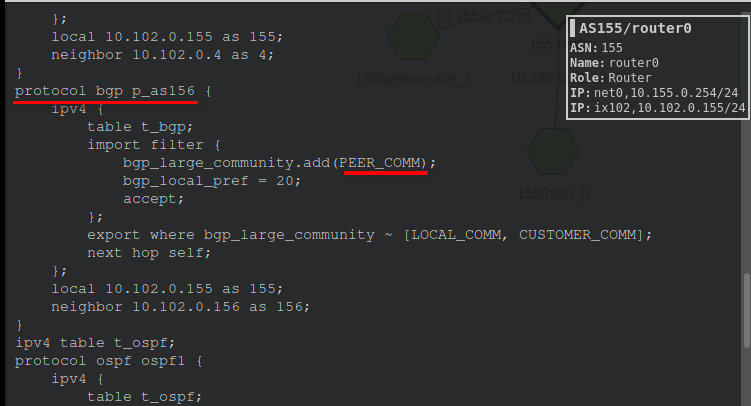 };
    local 10.102.0.155 as 155;
    neighbor 10.102.0.4 as 4;
}
protocol bgp p_as156 {
    ipv4 {
        table t_bgp;
        import filter {
            bgp_large_community.add(PEER_COMM);
            bgp_local_pref = 20;
            accept;
        };
        export where bgp_large_community ~ [LOCAL_COMM, CUSTOMER_COMM];
        next hop self;
    };
    local 10.102.0.155 as 155;
    neighbor 10.102.0.156 as 156;
}
ipv4 table t_ospf;
protocol ospf ospf1 {
    ipv4 {
        table t_ospf;
10.155.0.72/24
155/webservice_1
155/host_0
AS155/router0
ASN: 155
Name: router0
Role: Router
IP: net0,10.155.0.254/24
IP: ix102,10.102.0.155/24